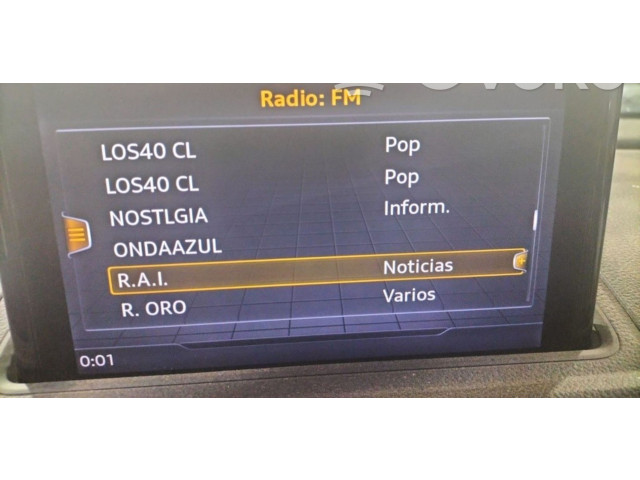 Radio: FM
LOS40 CL Pop
LOS40 CL Pop
NOSTLGIA Inform.
ONDAAZUL
R.A.I. Noticias
R. ORO Varios
0:01